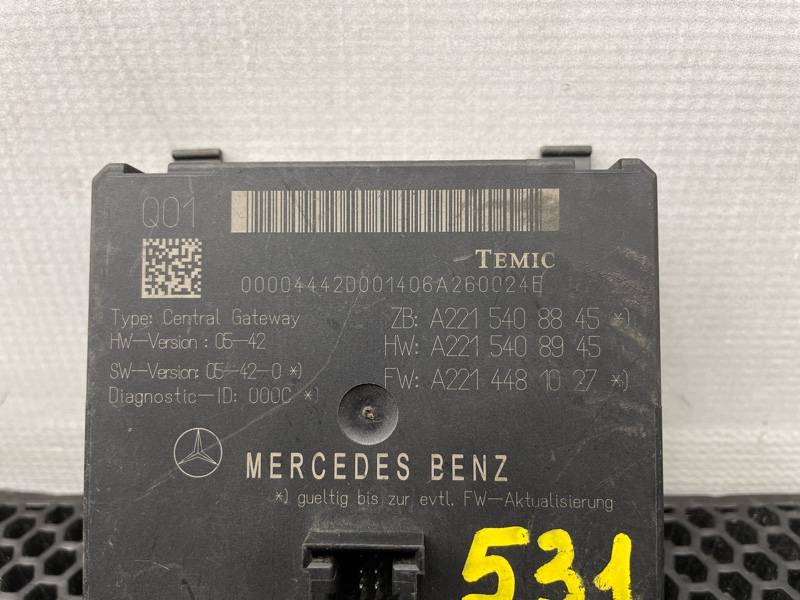 Q01
TEMIC
00004442D001406A260024E
Type: Central Gateway
HW-Version : 05-42
SW-Version: 05-42-0 *)
Diagnostic-ID: 000C *)
ZB: A221 540 88 45 *)
HW: A221 540 89 45
FW: A221 448 10 27 *)
MERCEDES BENZ
*) gueltig bis zur evtl. FW-Aktualisierung
531